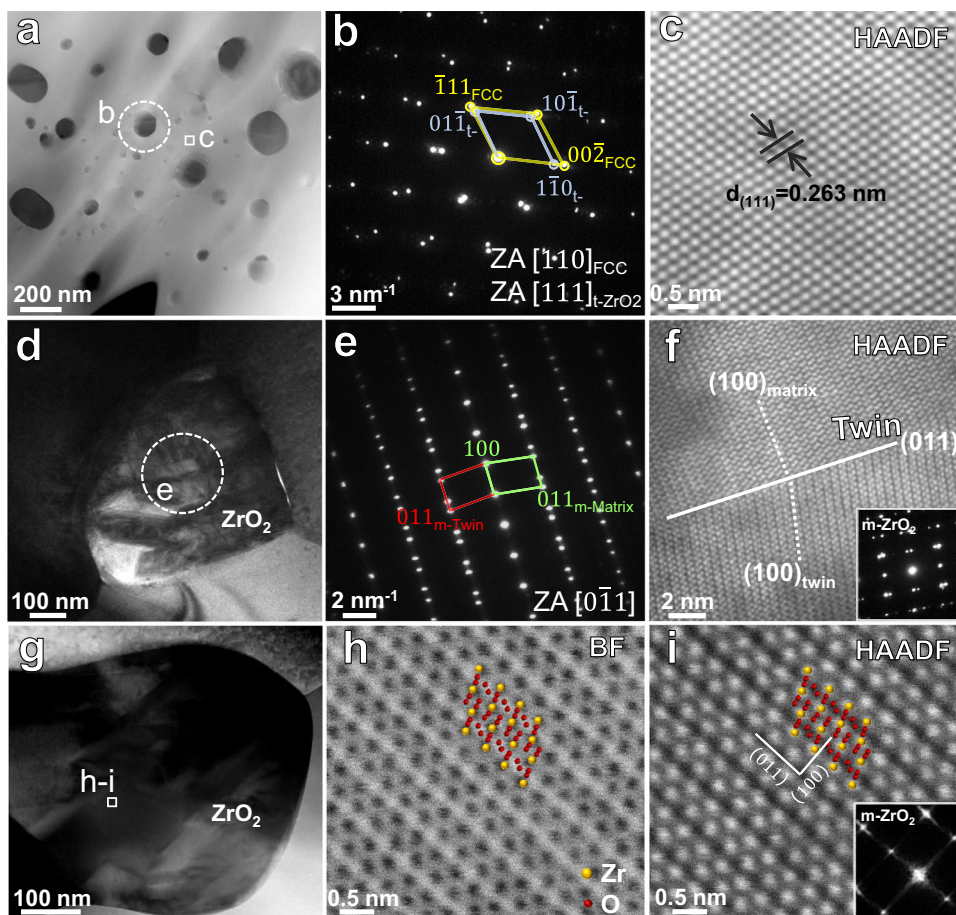 a
b
c
200 nm
b
1̅11FCC
101̅t-
011̅t-
002̅FCC
11̅0t-
ZA [110]FCC
ZA [111]t-ZrO2
3 nm-1
c
HAADF
d(111)=0.263 nm
0.5 nm
d
e
ZrO2
100 nm
e
100
011m-Twin
011m-Matrix
2 nm-1
ZA [01̅1]
f
HAADF
(100)matrix
Twin
(011)
(100)twin
m-ZrO2
2 nm
g
h-i
ZrO2
100 nm
h
BF
Zr
O
0.5 nm
i
HAADF
(011)
(100)
m-ZrO2
0.5 nm